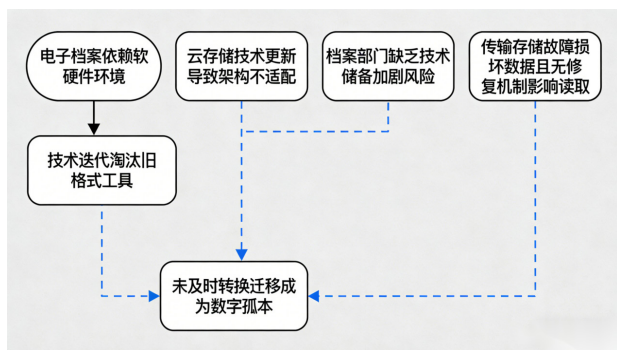 电子档案依赖软
硬件环境
云存储技术更新
导致架构不适配
档案部门缺乏技术
储备加剧风险
传输存储故障损
坏数据且无修
复机制影响读取
技术迭代淘汰旧
格式工具
未及时转换迁移成
为数字孤本